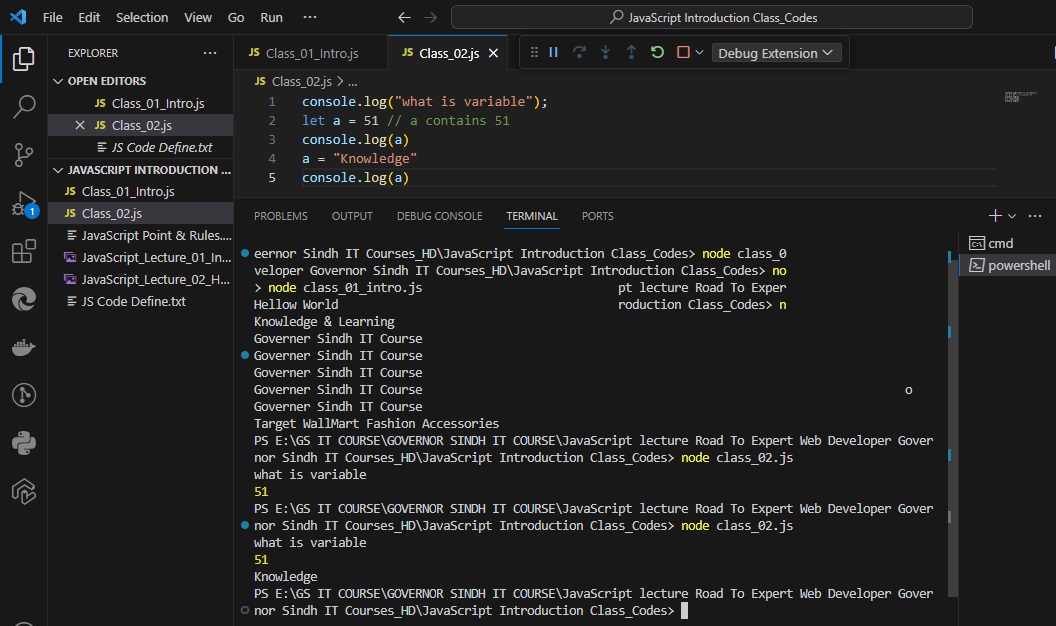 File Edit Selection View Go Run ···
JavaScript Introduction Class_Codes
EXPLORER ···
OPEN EDITORS
JS Class_01_Intro.js
JS Class_02.js
JS Code Define.txt
JAVASCRIPT INTRODUCTION ...
JS Class_01_Intro.js
JS Class_02.js
JavaScript Point & Rules....
JavaScript_Lecture_01_In...
JavaScript_Lecture_02_H...
JS Code Define.txt
1
JS Class_01_Intro.js
JS Class_02.js
Debug Extension
JS Class_02.js > ...
1 console.log("what is variable");
2 let a = 51 // a contains 51
3 console.log(a)
4 a = "Knowledge"
5 console.log(a)
PROBLEMS OUTPUT DEBUG CONSOLE TERMINAL PORTS
cmd
powershell
eernor Sindh IT Courses_HD\JavaScript Introduction Class_Codes> node class_0
veloper Governor Sindh IT Courses_HD\JavaScript Introduction Class_Codes> no
> node class_01_intro.js pt lecture Road To Exper
Hellow World roduction Class_Codes> n
Knowledge & Learning
Governer Sindh IT Course
Governer Sindh IT Course
Governer Sindh IT Course
Governer Sindh IT Course o
Governer Sindh IT Course
Target WallMart Fashion Accessories
PS E:\GS IT COURSE\GOVERNOR SINDH IT COURSE\JavaScript lecture Road To Expert Web Developer Gover
nor Sindh IT Courses_HD\JavaScript Introduction Class_Codes> node class_02.js
what is variable
51
PS E:\GS IT COURSE\GOVERNOR SINDH IT COURSE\JavaScript lecture Road To Expert Web Developer Gover
nor Sindh IT Courses_HD\JavaScript Introduction Class_Codes> node class_02.js
what is variable
51
Knowledge
PS E:\GS IT COURSE\GOVERNOR SINDH IT COURSE\JavaScript lecture Road To Expert Web Developer Gover
nor Sindh IT Courses_HD\JavaScript Introduction Class_Codes>